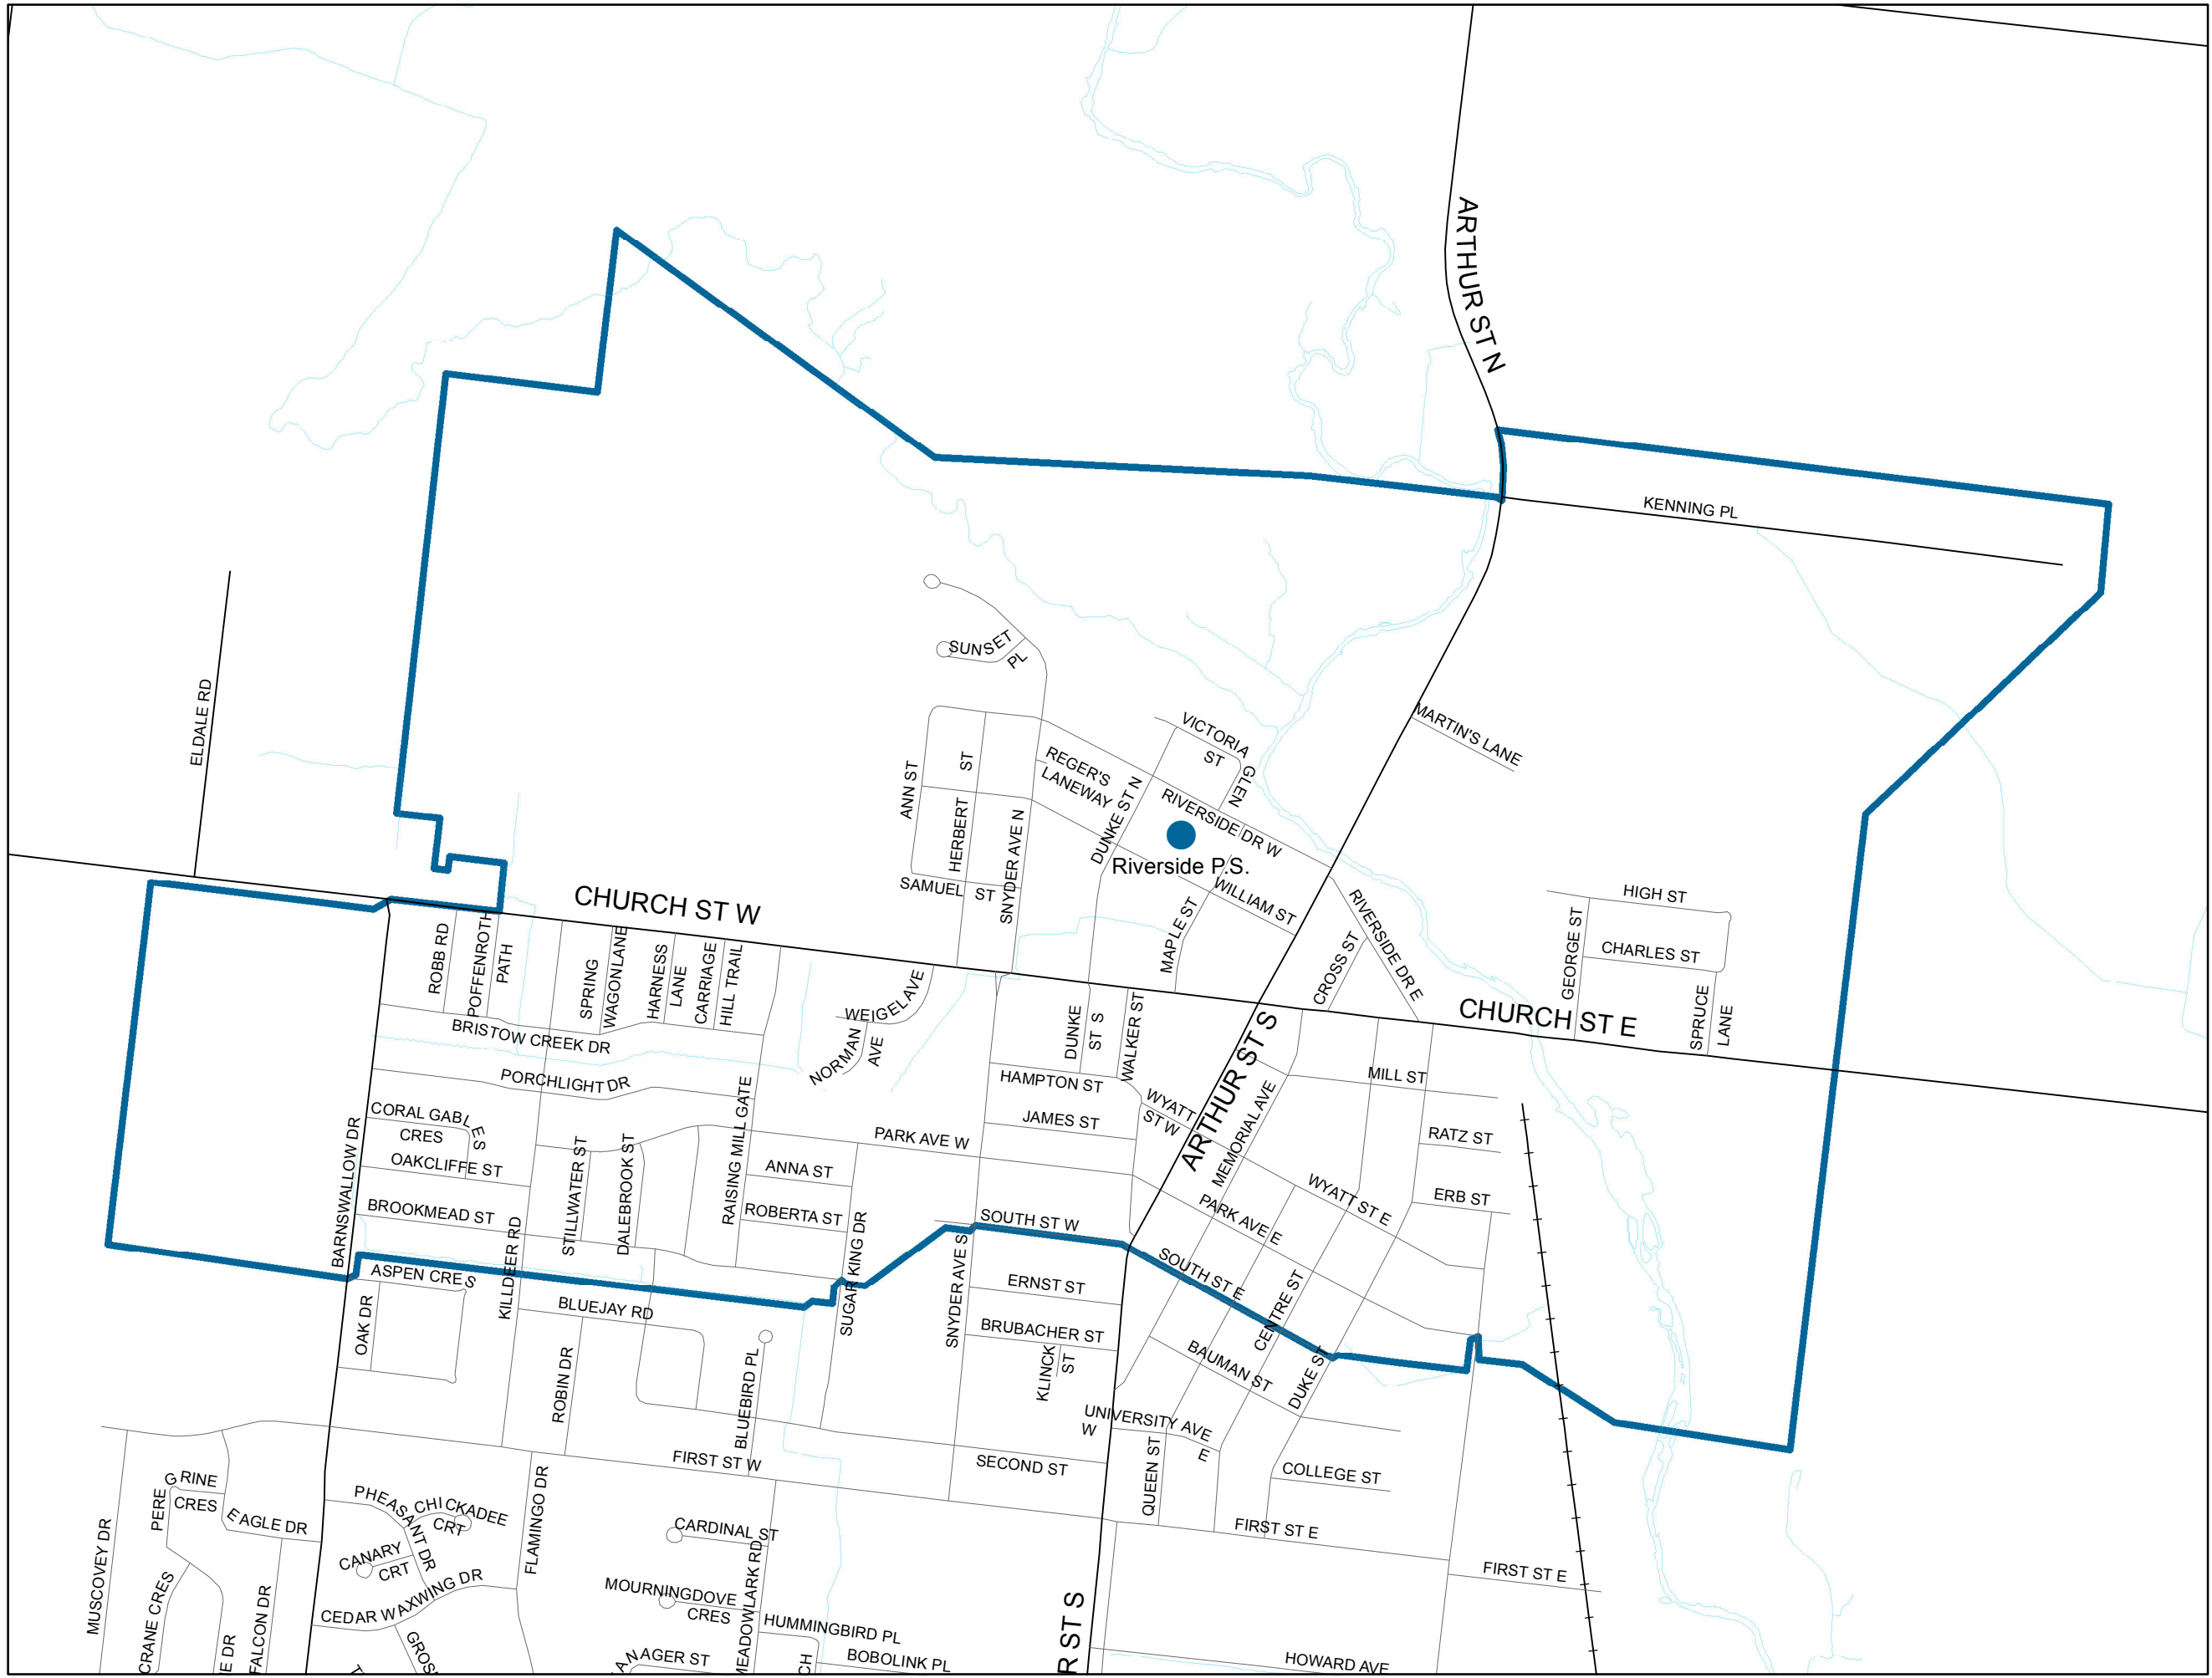 ARTHUR ST N
KENNING PL
ELDALE RD
SUNSET
PL
MARTIN'S LANE
VICTORIA
ST
GLEN
REGER'S
LANEWAY
ANN ST
HERBERT
ST
SNYDER AVE N
DUNKE ST N
RIVERSIDE DR W
Riverside P.S.
SAMUEL ST
WILLIAM ST
MAPLE ST
CHURCH ST W
RIVERSIDE DR E
CROSS ST
HIGH ST
CHARLES ST
GEORGE ST
SPRUCE
LANE
CHURCH ST E
ROBB RD
POFFENROTH
PATH
SPRING
WAGONLANE
HARNESS
LANE
CARRIAGE
HILL TRAIL
WEIGEL AVE
NORMAN
AVE
BRISTOW CREEK DR
DUNKE
ST S
WALKER ST
ARTHUR ST S
PORCHLIGHT DR
HAMPTON ST
MILL ST
CORAL GABLES
CRES
JAMES ST
WYATT
ST W
MEMORIAL AVE
RATZ ST
BARNSWALLOW DR
OAKCLIFFE ST
STILLWATER ST
DALEBROOK ST
RAISING MILL GATE
PARK AVE W
ANNA ST
WYATT ST E
ERB ST
BROOKMEAD ST
ROBERTA ST
SOUTH ST W
PARK AVE E
KILLDEER RD
SUGAR KING DR
SNYDER AVE S
SOUTH ST E
ASPEN CRES
ERNST ST
CENTRE ST
OAK DR
BLUEJAY RD
BRUBACHER ST
ROBIN DR
BLUEBIRD PL
KLINCK
ST
BAUMAN ST
DUKE ST
UNIVERSITY AVE
W
E
FIRST ST W
SECOND ST
QUEEN ST
COLLEGE ST
PEREGRINE
CRES
EAGLE DR
PHEASANT DR
CHICKADEE
CRT
FLAMINGO DR
CARDINAL ST
FIRST ST E
MUSCOVEY DR
CANARY
CRT
MEADOWLARK RD
FIRST ST E
CRANE CRES
E DR
FALCON DR
CEDAR WAXWING DR
MOURNINGDOVE
CRES
HUMMINGBIRD PL
GROS
ANAGER ST
CH
BOBOLINK PL
R ST S
HOWARD AVE